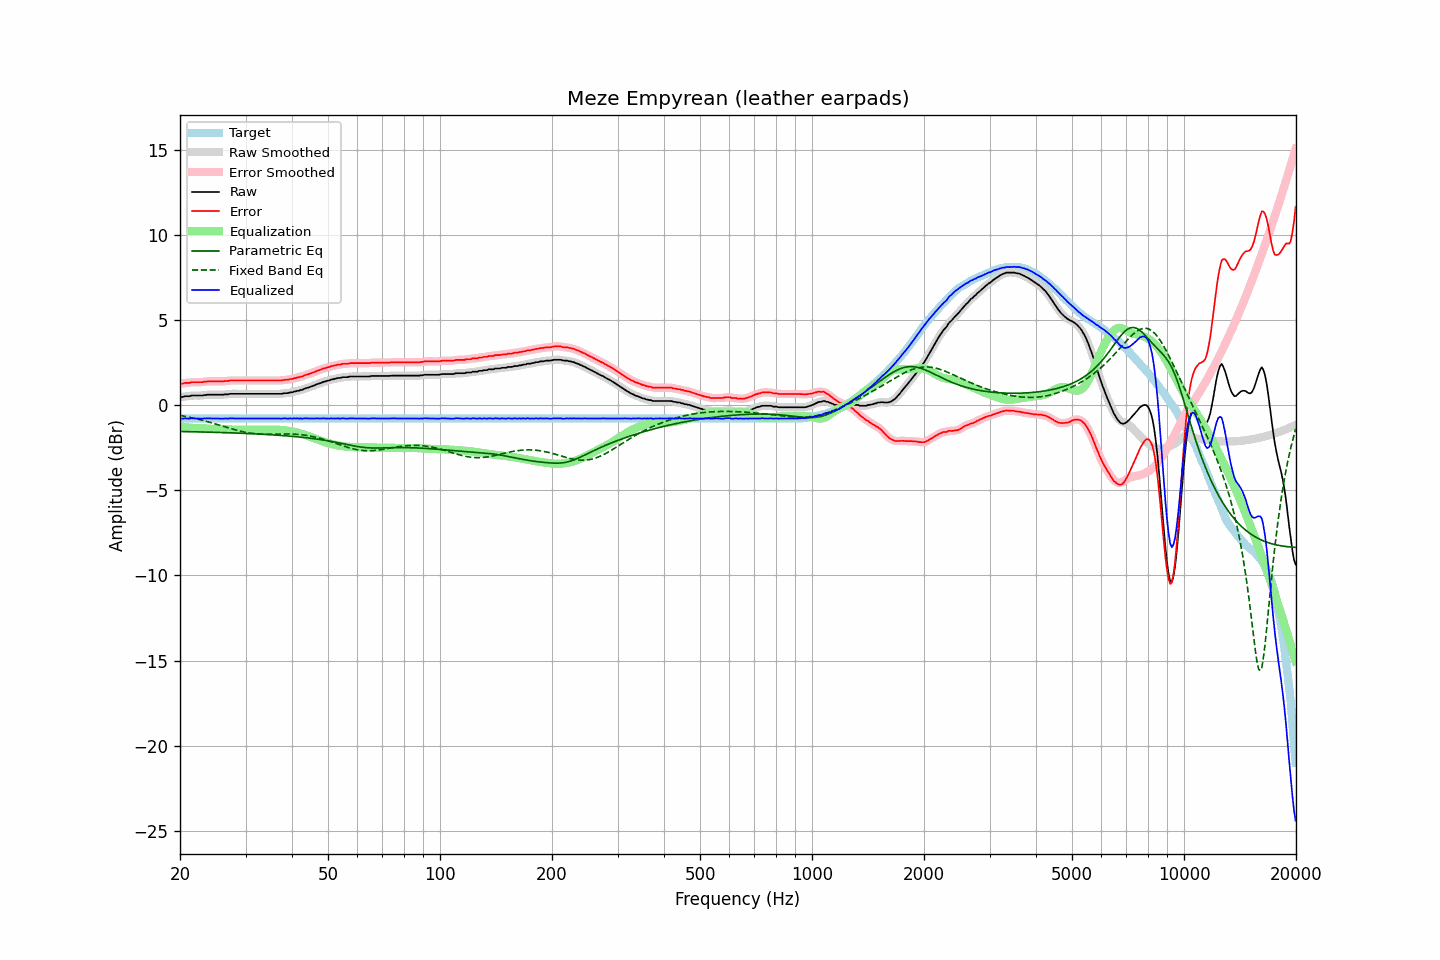 Meze Empyrean (leather earpads)
Target
Raw Smoothed
Error Smoothed
Raw
Error
Equalization
Parametric Eq
Fixed Band Eq
Equalized
Amplitude (dBr)
15
10
5
0
−5
−10
−15
−20
−25
20 50 100 200 500 1000 2000 5000 10000 20000
Frequency (Hz)